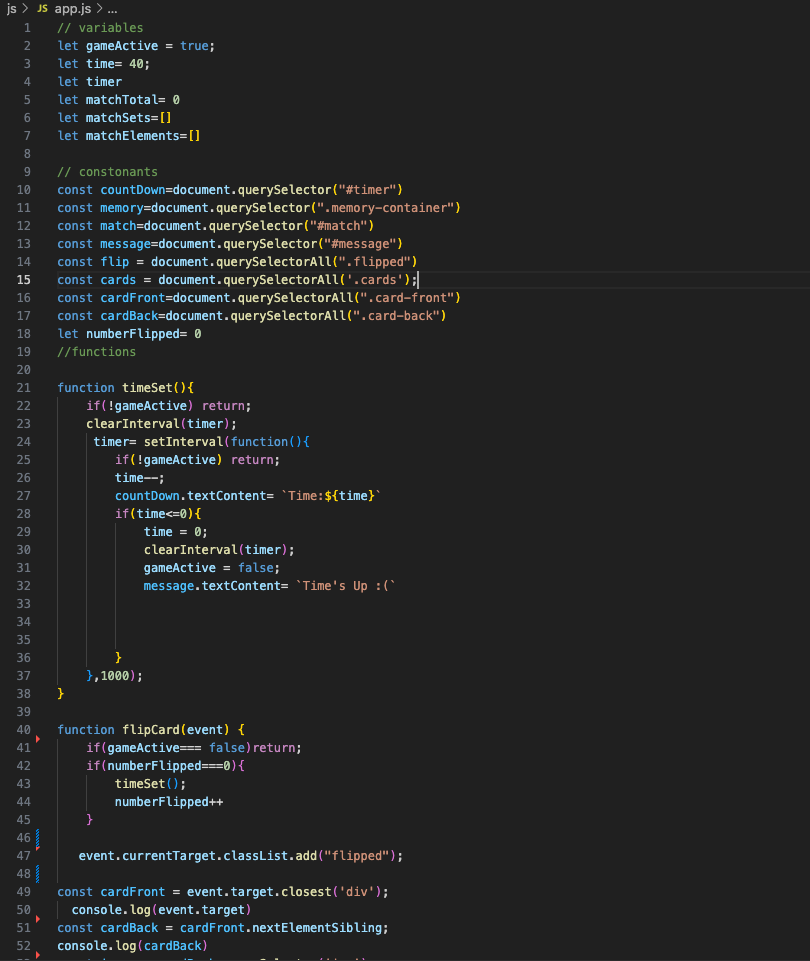 js > JS app.js > ...
1 // variables
2 let gameActive = true;
3 let time= 40;
4 let timer
5 let matchTotal= 0
6 let matchSets=[]
7 let matchElements=[]
8
9 // constonants
10 const countDown=document.querySelector("#timer")
11 const memory=document.querySelector(".memory-container")
12 const match=document.querySelector("#match")
13 const message=document.querySelector("#message")
14 const flip = document.querySelectorAll(".flipped")
15 const cards = document.querySelectorAll('.cards');
16 const cardFront=document.querySelectorAll(".card-front")
17 const cardBack=document.querySelectorAll(".card-back")
18 let numberFlipped= 0
19 //functions
20
21 function timeSet(){
22     if(!gameActive) return;
23     clearInterval(timer);
24      timer= setInterval(function(){
25         if(!gameActive) return;
26         time--;
27         countDown.textContent= `Time:${time}`
28         if(time<=0){
29             time = 0;
30             clearInterval(timer);
31             gameActive = false;
32             message.textContent= `Time's Up :(`
33
34
35
36         }
37     },1000);
38 }
39
40 function flipCard(event) {
41     if(gameActive=== false)return;
42     if(numberFlipped===0){
43         timeSet();
44         numberFlipped++
45     }
46
47    event.currentTarget.classList.add("flipped");
48
49 const cardFront = event.target.closest('div');
50   console.log(event.target)
51 const cardBack = cardFront.nextElementSibling;
52 console.log(cardBack)